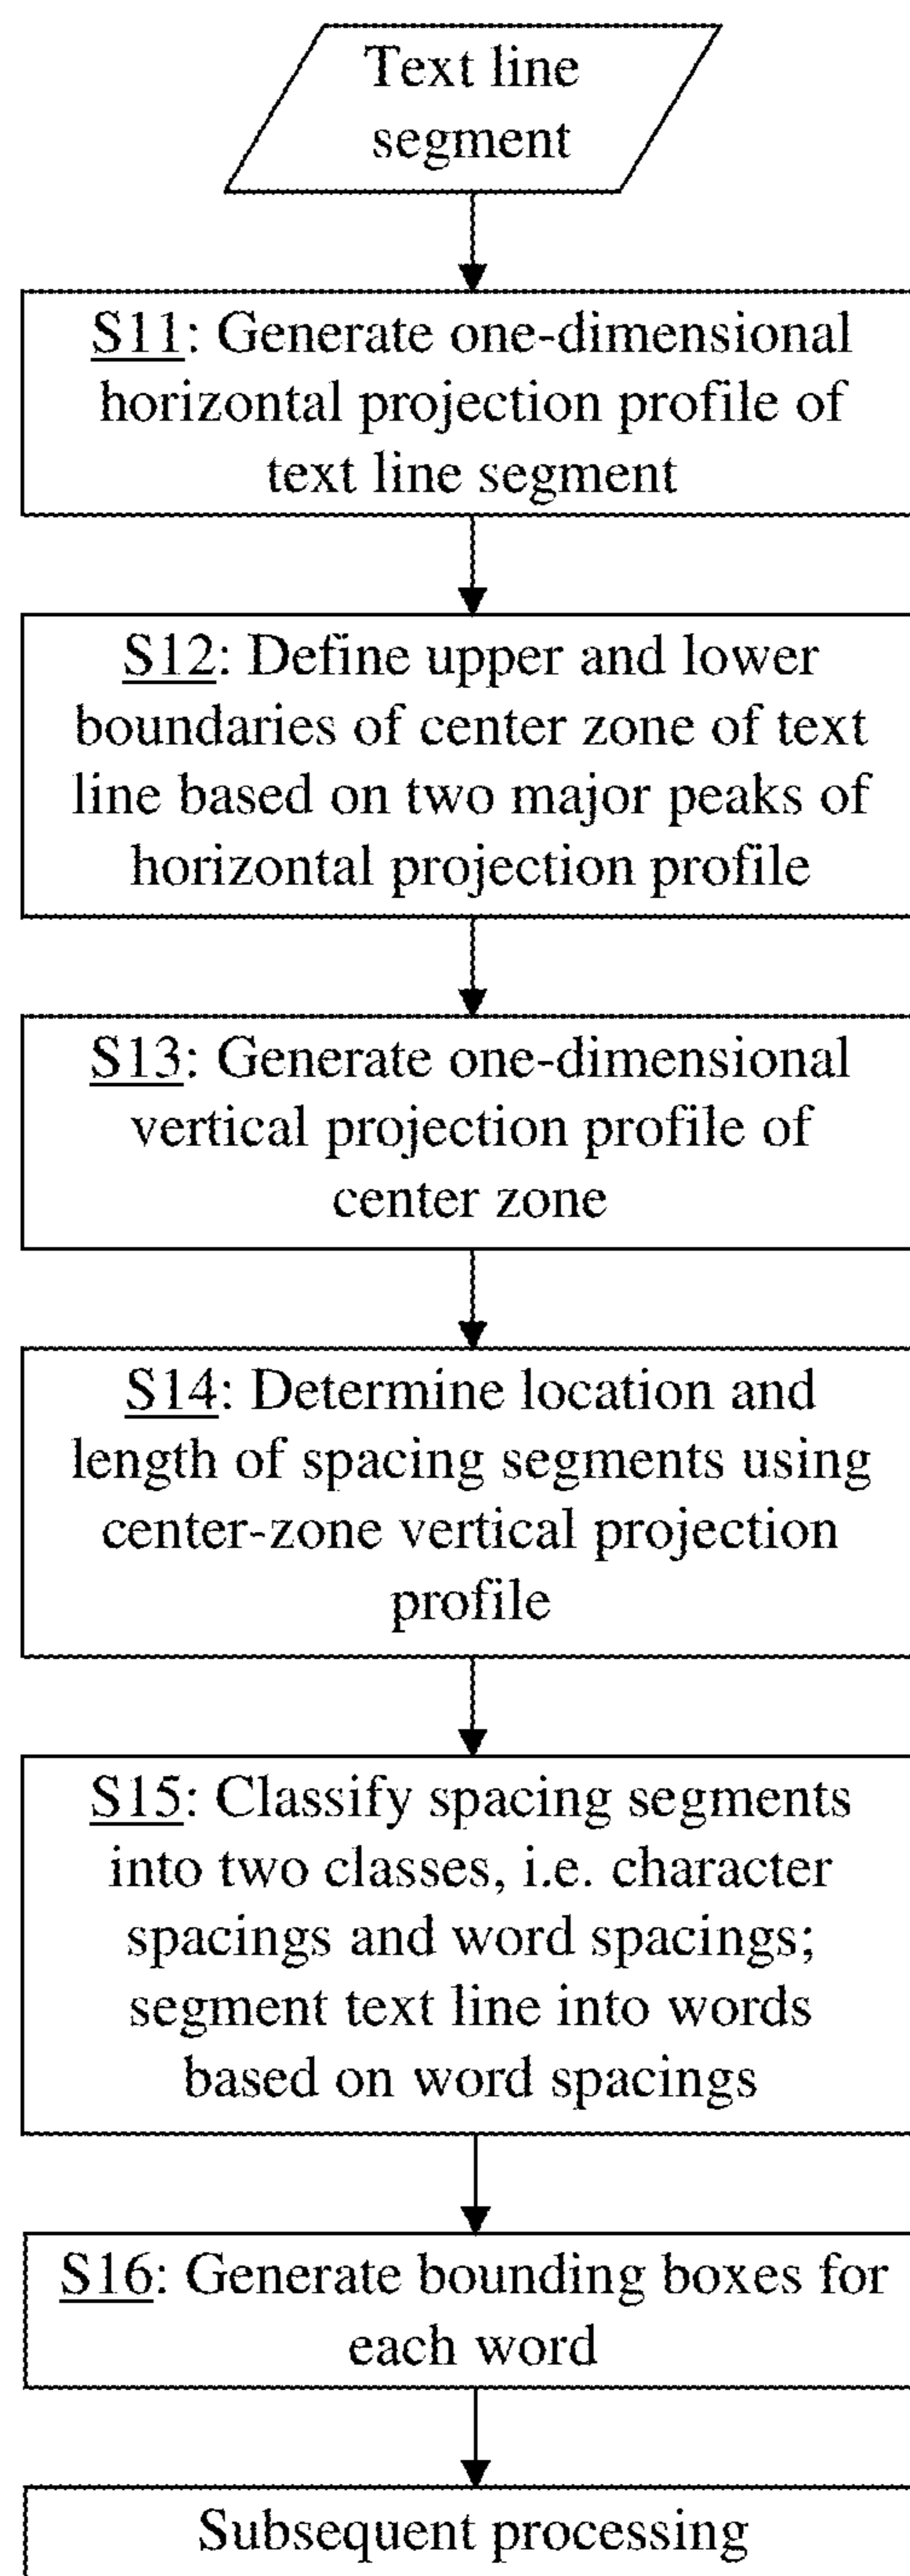 Text line
segment
S11: Generate one-dimensional
horizontal projection profile of
text line segment
S12: Define upper and lower
boundaries of center zone of text
line based on two major peaks of
horizontal projection profile
S13: Generate one-dimensional
vertical projection profile of
center zone
S14: Determine location and
length of spacing segments using
center-zone vertical projection
profile
S15: Classify spacing segments
into two classes, i.e. character
spacings and word spacings;
segment text line into words
based on word spacings
S16: Generate bounding boxes for
each word
Subsequent processing